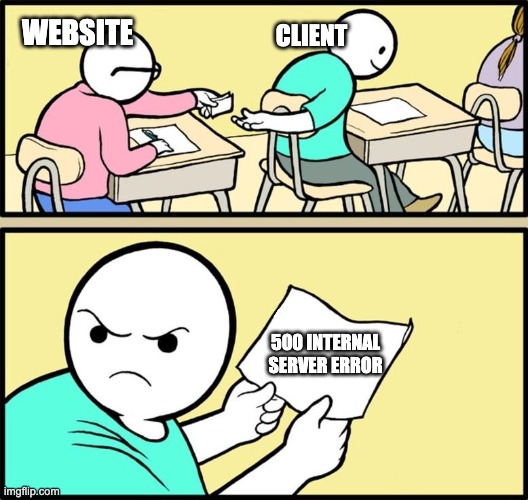 WEBSITE
CLIENT
500 INTERNAL
SERVER ERROR
imgflip.com